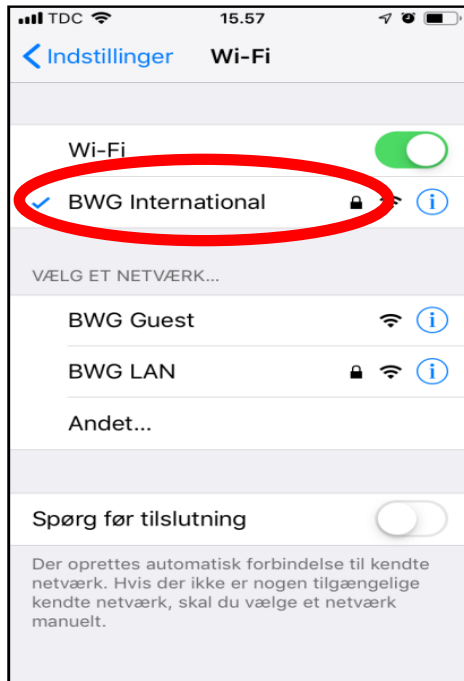 TDC 15.57
Indstillinger Wi-Fi
Wi-Fi
BWG International
VÆLG ET NETVÆRK...
BWG Guest
BWG LAN
Andet...
Spørg før tilslutning
Der oprettes automatisk forbindelse til kendte
netværk. Hvis der ikke er nogen tilgængelige
kendte netværk, skal du vælge et netværk
manuelt.